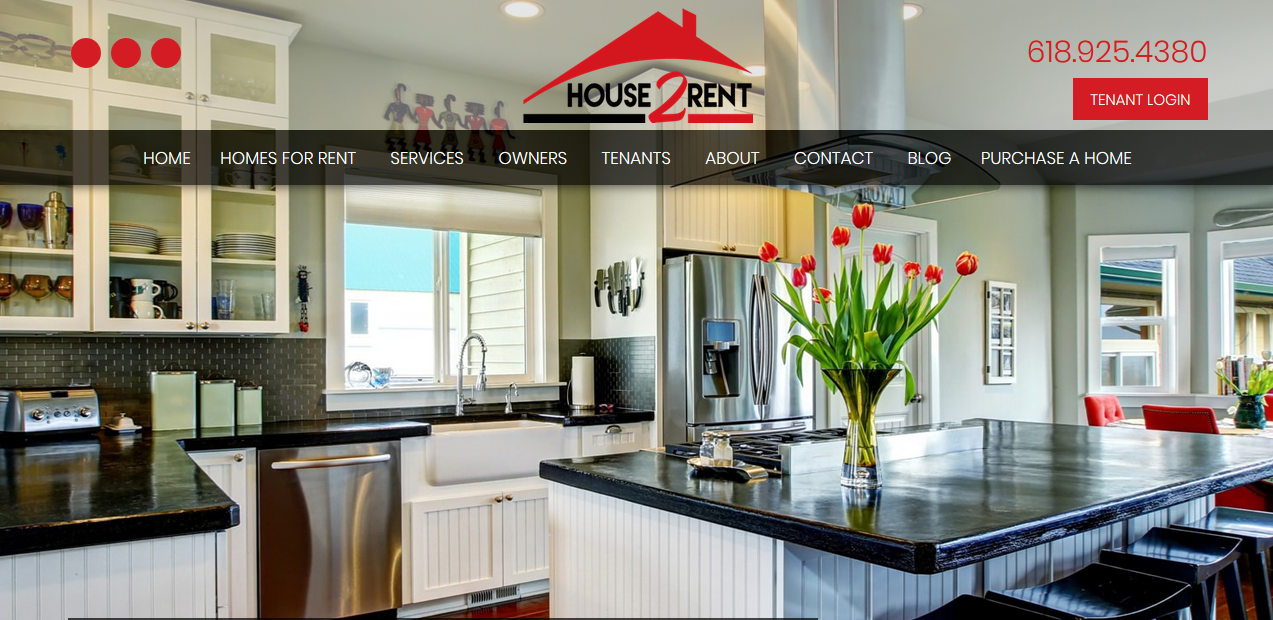 HOUSE 2 RENT
618.925.4380
TENANT LOGIN
HOME HOMES FOR RENT SERVICES OWNERS TENANTS ABOUT CONTACT BLOG PURCHASE A HOME
ROYAL